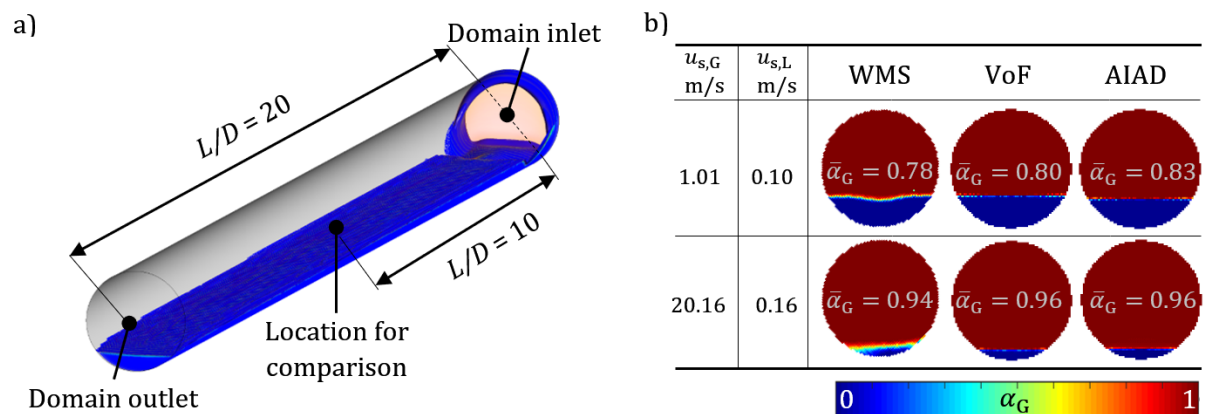 a)
Domain inlet
L/D = 20
L/D = 10
Location for
comparison
Domain outlet
b)
u_s,G m/s u_s,L m/s WMS VoF AIAD
1.01 0.10 ᾱ_G = 0.78 ᾱ_G = 0.80 ᾱ_G = 0.83
20.16 0.16 ᾱ_G = 0.94 ᾱ_G = 0.96 ᾱ_G = 0.96
0 α_G 1